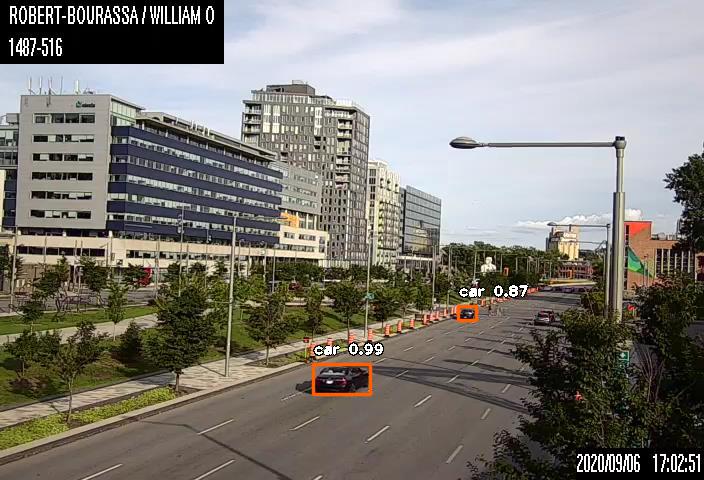 ROBERT-BOURASSA / WILLIAM O
1487-516
car 0.87
car 0.99
2020/09/06 17:02:51